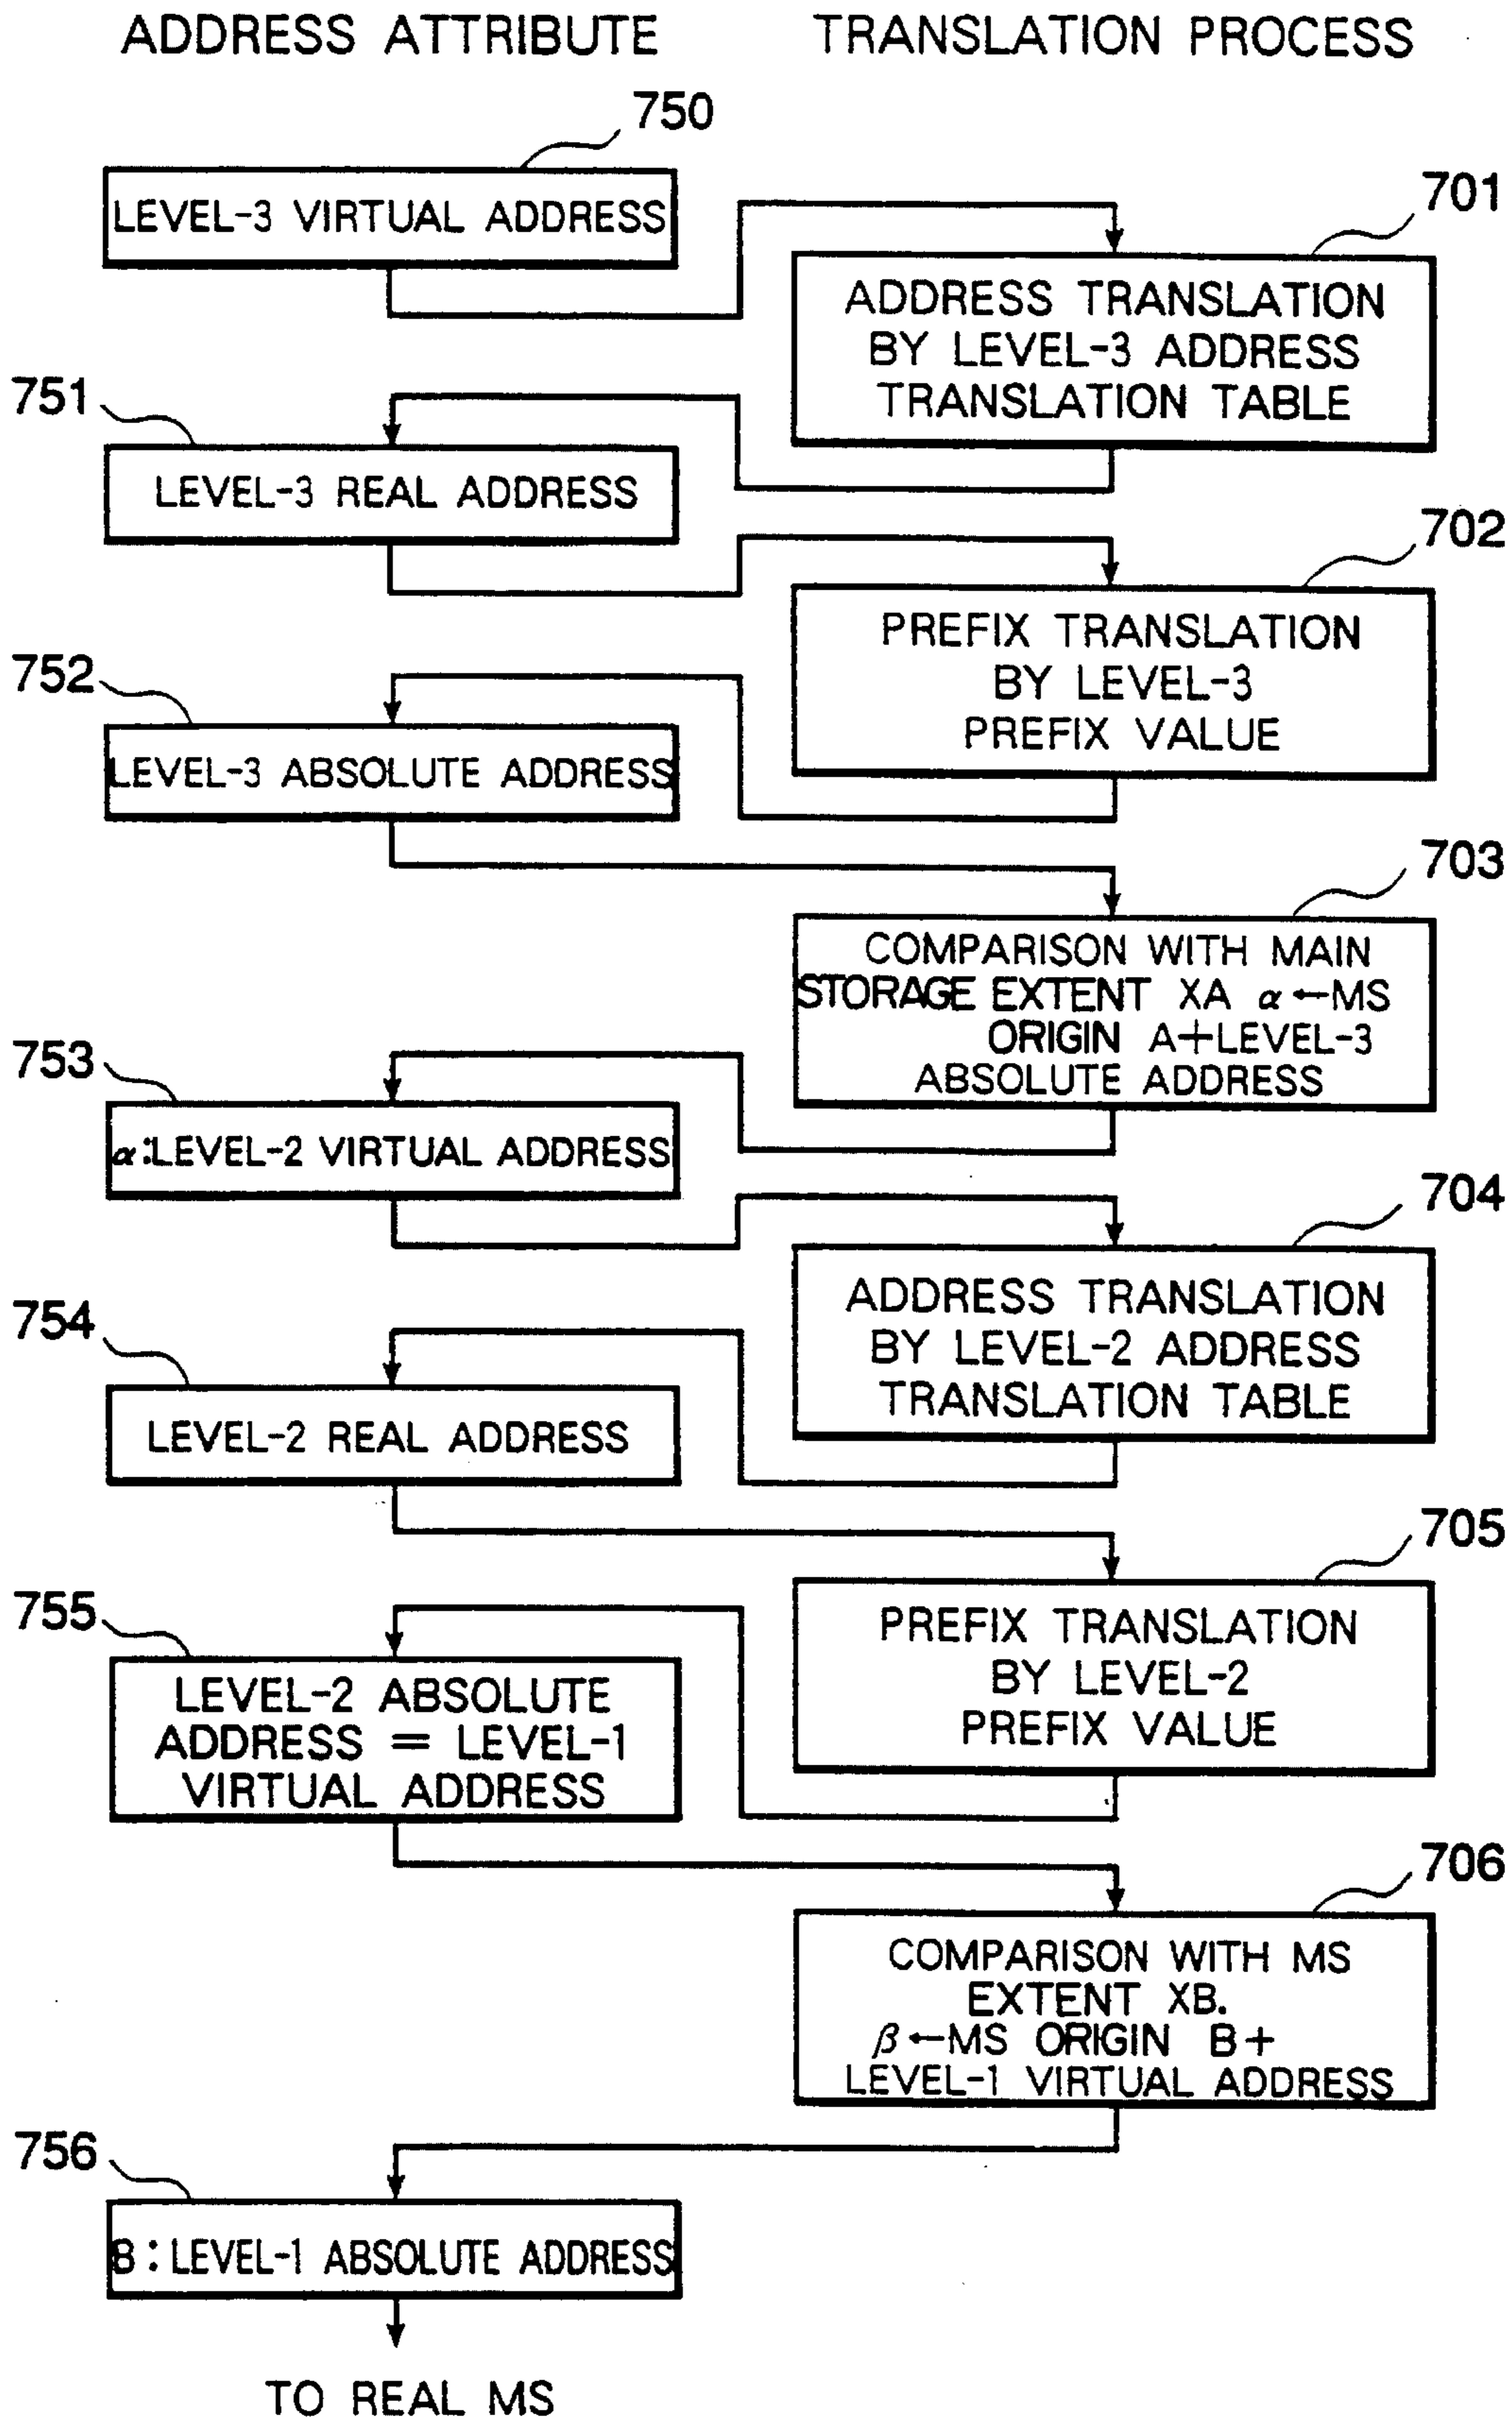 ADDRESS ATTRIBUTE
TRANSLATION PROCESS
750
LEVEL-3 VIRTUAL ADDRESS
701
ADDRESS TRANSLATION
BY LEVEL-3 ADDRESS
TRANSLATION TABLE
751
LEVEL-3 REAL ADDRESS
702
PREFIX TRANSLATION
BY LEVEL-3
PREFIX VALUE
752
LEVEL-3 ABSOLUTE ADDRESS
703
COMPARISON WITH MAIN
STORAGE EXTENT XA α←MS
ORIGIN A+LEVEL-3
ABSOLUTE ADDRESS
753
α:LEVEL-2 VIRTUAL ADDRESS
704
ADDRESS TRANSLATION
BY LEVEL-2 ADDRESS
TRANSLATION TABLE
754
LEVEL-2 REAL ADDRESS
705
PREFIX TRANSLATION
BY LEVEL-2
PREFIX VALUE
755
LEVEL-2 ABSOLUTE
ADDRESS = LEVEL-1
VIRTUAL ADDRESS
706
COMPARISON WITH MS
EXTENT XB.
β←MS ORIGIN B+
LEVEL-1 VIRTUAL ADDRESS
756
B:LEVEL-1 ABSOLUTE ADDRESS
TO REAL MS